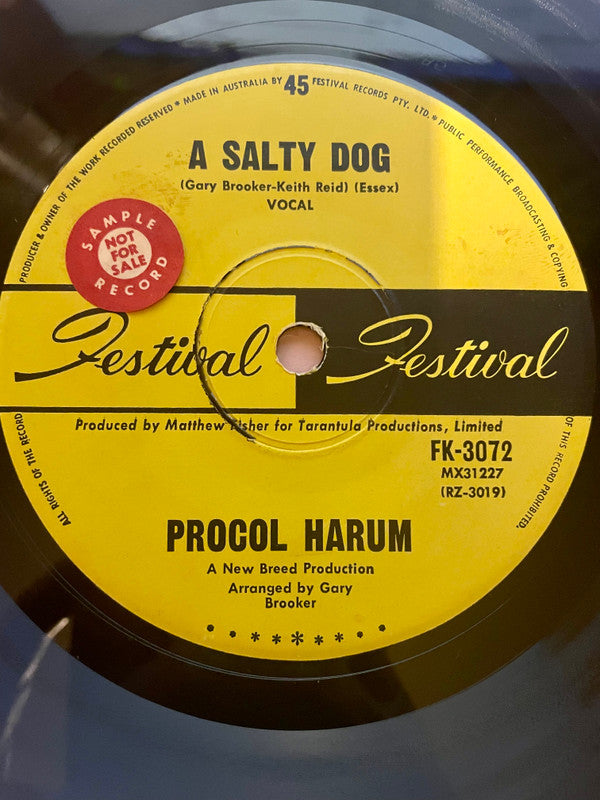 PRODUCER & OWNER OF THE WORK RECORDED RESERVED * MADE IN AUSTRALIA BY 45 FESTIVAL RECORDS PTY. LTD. * PUBLIC PERFORMANCE BROADCASTING & COPYING
A SALTY DOG
(Gary Brooker-Keith Reid) (Essex)
VOCAL
SAMPLE
NOT
FOR
SALE
RECORD
Festival Festival
Produced by Matthew Fisher for Tarantula Productions, Limited
ALL RIGHTS OF THE RECORD
OF THIS RECORD PROHIBITED.
FK-3072
MX31227
(RZ-3019)
PROCOL HARUM
A New Breed Production
Arranged by Gary
Brooker